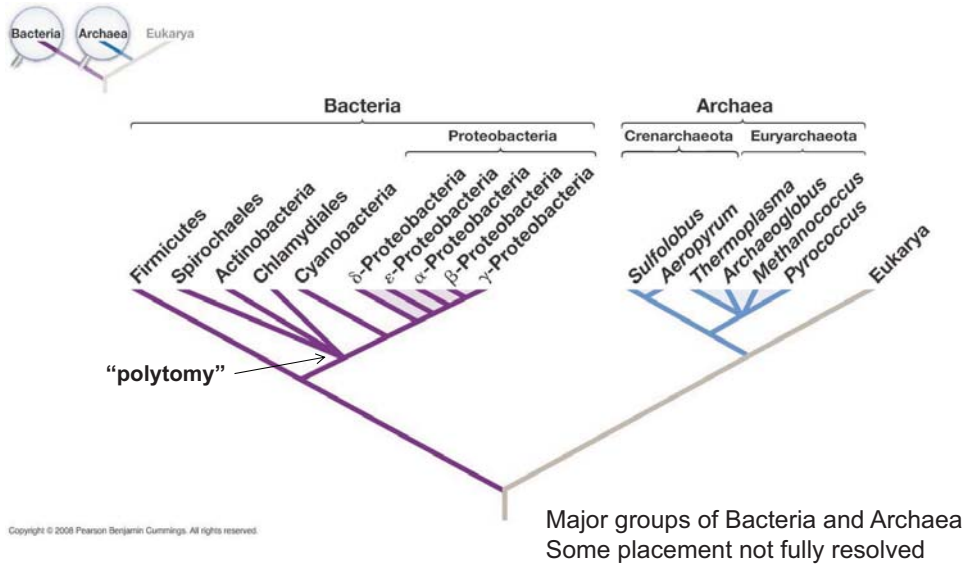 Bacteria Archaea Eukarya
Bacteria
Archaea
Proteobacteria
Crenarchaeota
Euryarchaeota
Firmicutes
Spirochaeles
Actinobacteria
Chlamydiales
Cyanobacteria
δ-Proteobacteria
ε-Proteobacteria
α-Proteobacteria
β-Proteobacteria
γ-Proteobacteria
Sulfolobus
Aeropyrum
Thermoplasma
Archaeoglobus
Methanococcus
Pyrococcus
Eukarya
“polytomy”
Copyright © 2008 Pearson Benjamin Cummings. All rights reserved.
Major groups of Bacteria and Archaea
Some placement not fully resolved